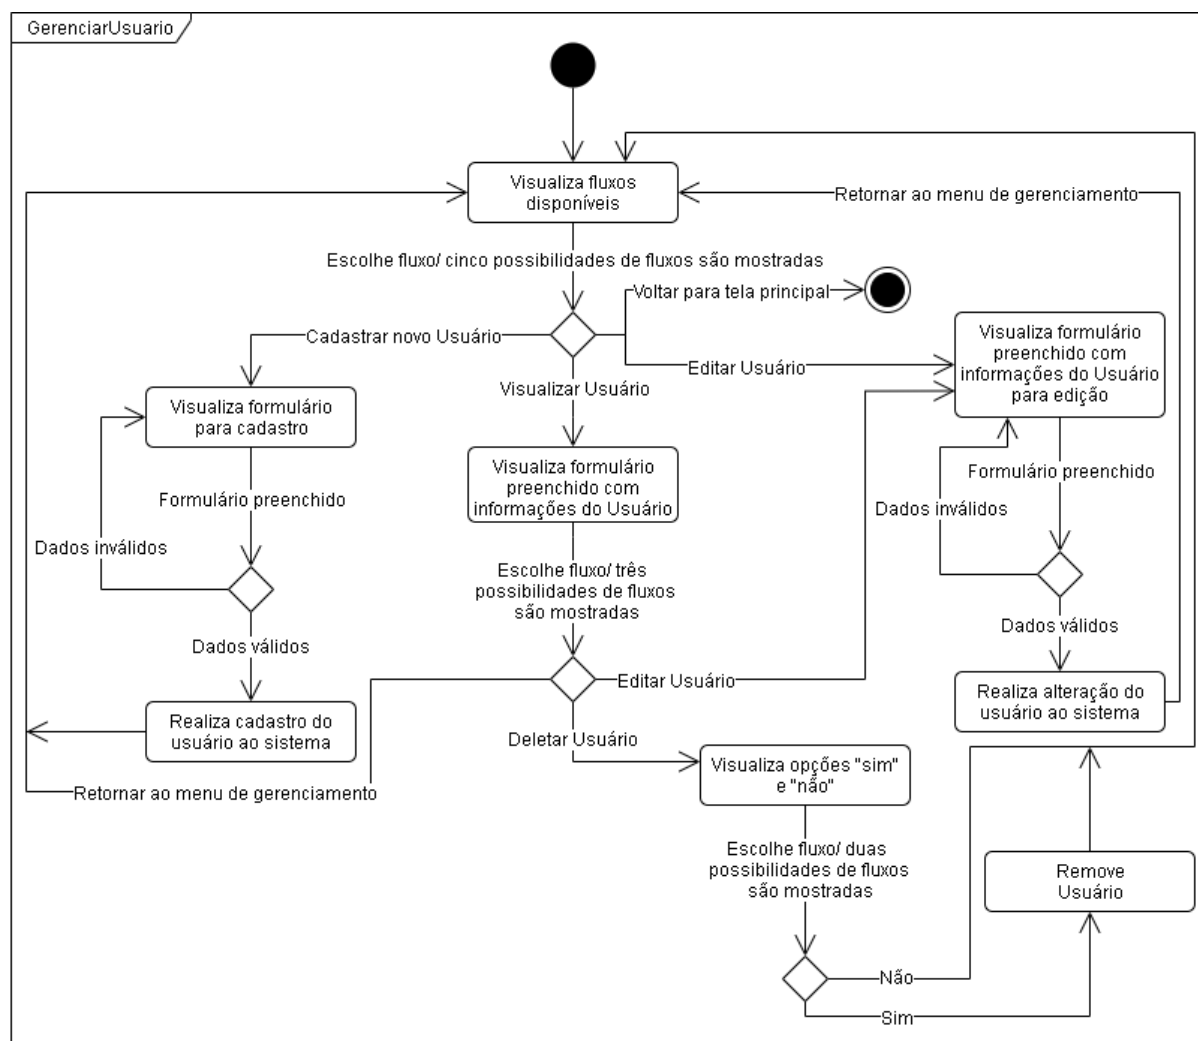 GerenciarUsuario
Visualiza fluxos
disponíveis
Retornar ao menu de gerenciamento
Escolhe fluxo/ cinco possibilidades de fluxos são mostradas
Voltar para tela principal
Cadastrar novo Usuário
Editar Usuário
Visualizar Usuário
Visualiza formulário
preenchido com
informações do Usuário
para edição
Visualiza formulário
para cadastro
Visualiza formulário
preenchido com
informações do Usuário
Formulário preenchido
Formulário preenchido
Dados inválidos
Dados inválidos
Escolhe fluxo/ três
possibilidades de fluxos
são mostradas
Dados válidos
Dados válidos
Editar Usuário
Realiza cadastro do
usuário ao sistema
Realiza alteração do
usuário ao sistema
Deletar Usuário
Visualiza opções "sim"
e "não"
Retornar ao menu de gerenciamento
Escolhe fluxo/ duas
possibilidades de fluxos
são mostradas
Remove
Usuário
Não
Sim